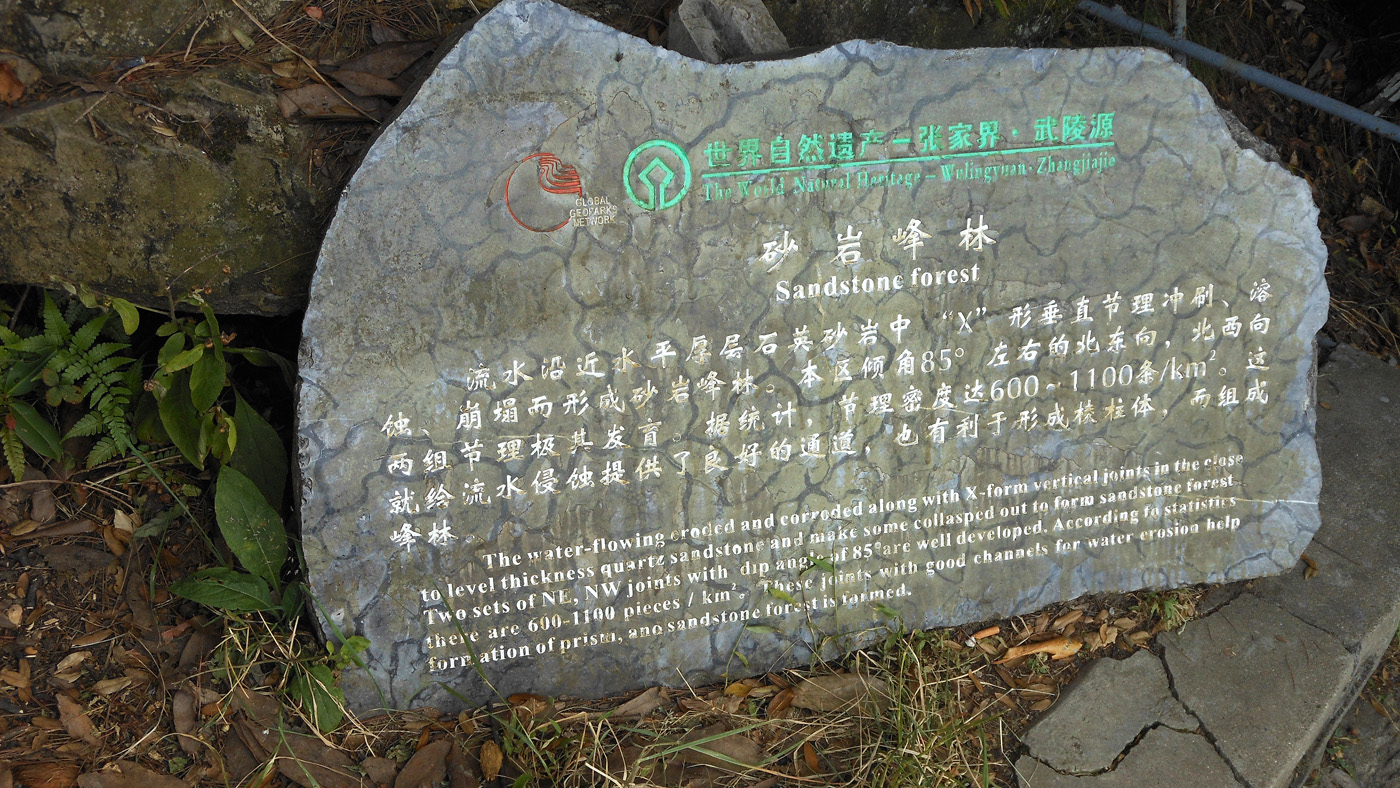 GLOBAL
GEOPARKS
NETWORK
世界自然遗产－张家界·武陵源
The World Natural Heritage – Wulingyuan·Zhangjiajie
砂岩峰林
Sandstone forest
流水沿近水平厚层石英砂岩中“X”形垂直节理冲刷、溶
蚀、崩塌而形成砂岩峰林。本区倾角85°左右的北东向，北西向
两组节理极其发育。据统计，节理密度达600~1100条/km²。这
就给流水侵蚀提供了良好的通道，也有利于形成棱柱体，而组成
峰林。
The water-flowing eroded and corroded along with X-form vertical joints in the close
to level thickness quartz sandstone and make some collasped out to form sandstone forest
Two sets of NE, NW joints with dip angle of 85°are well developed. According to statistics
there are 600-1100 pieces / km². These joints with good channels for water erosion help
formation of prism, and sandstone forest is formed.